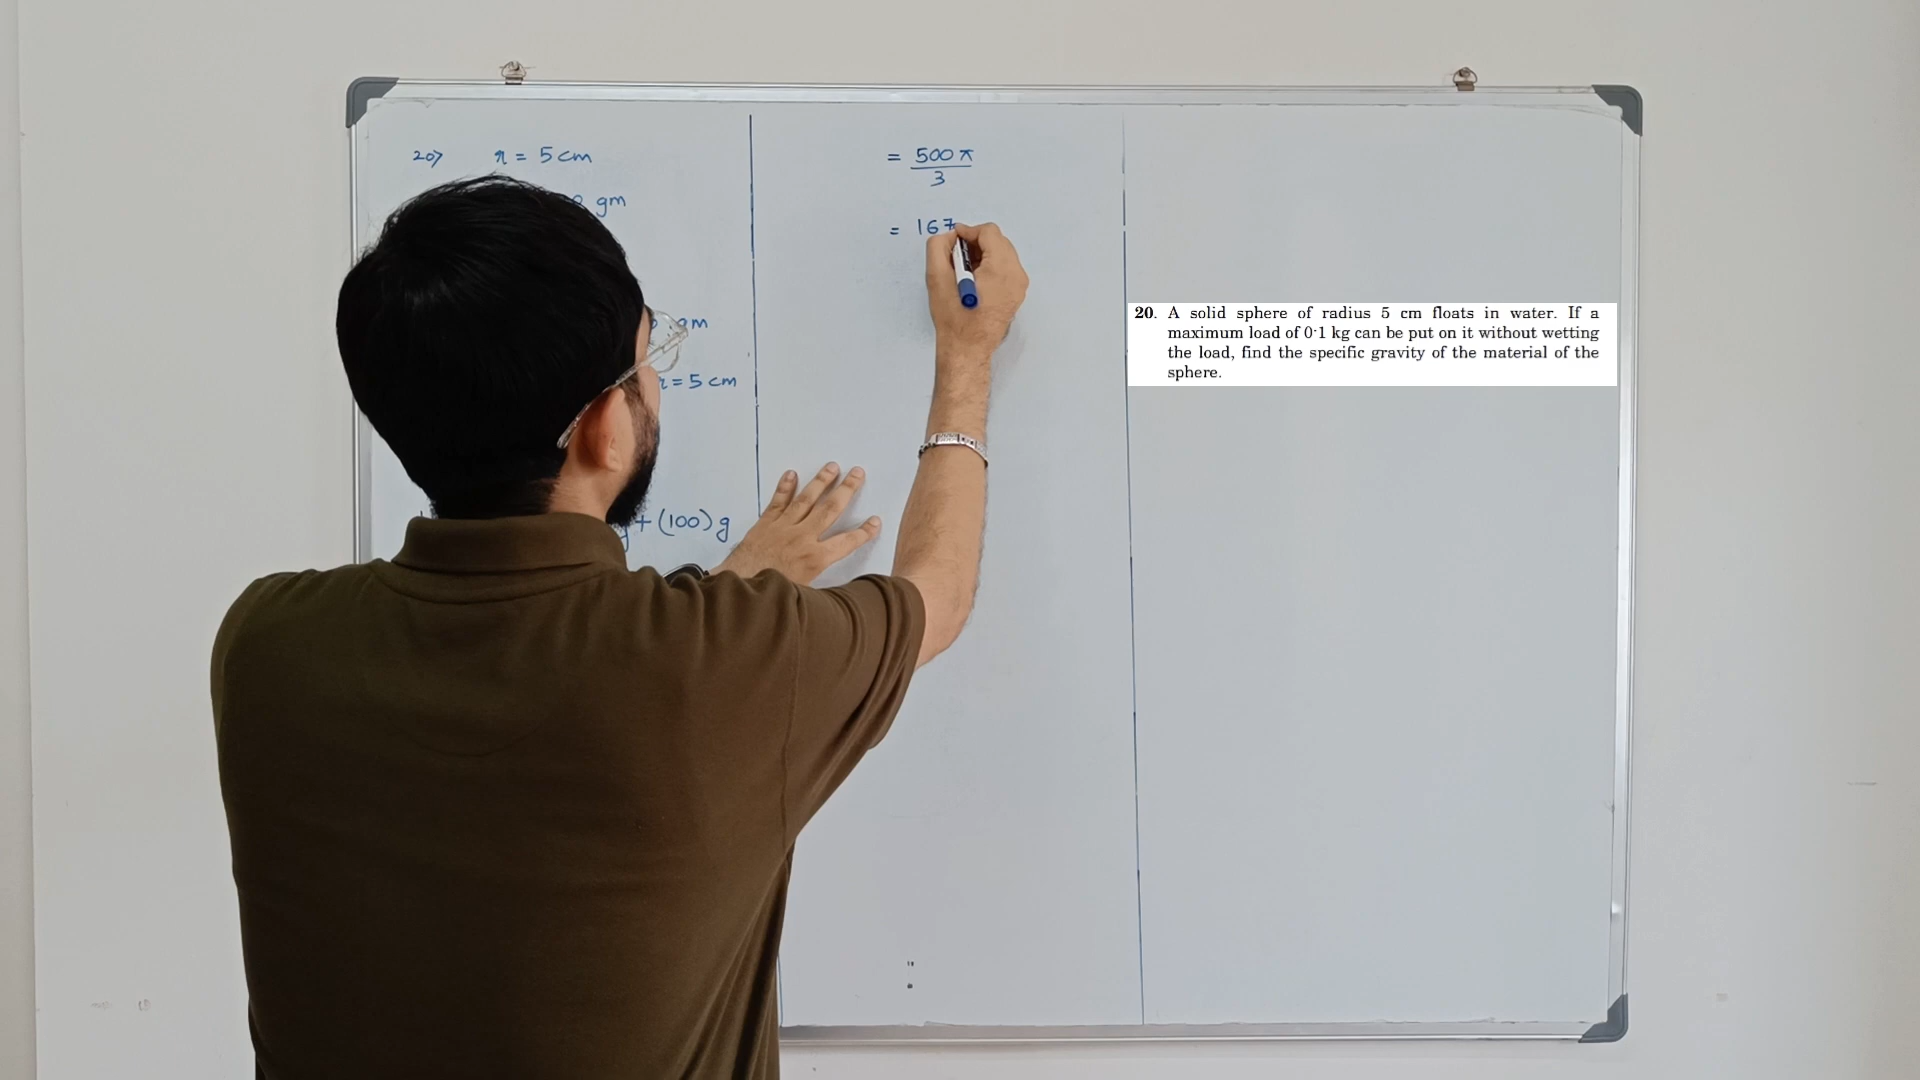 20) r = 5 cm
gm
gm
r = 5 cm
+ (100) g
= 500 π
3
= 167
20. A solid sphere of radius 5 cm floats in water. If a
maximum load of 0·1 kg can be put on it without wetting
the load, find the specific gravity of the material of the
sphere.